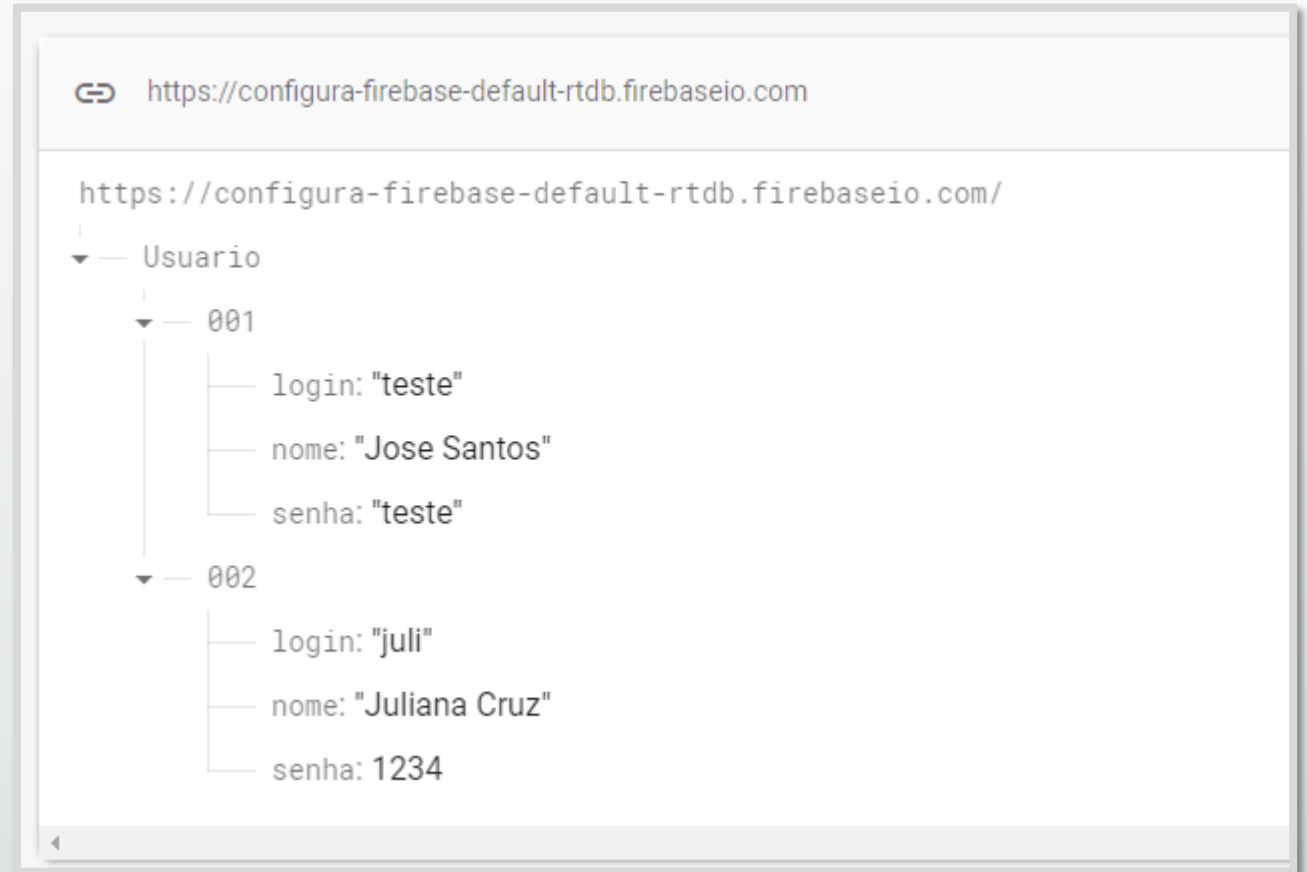 https://configura-firebase-default-rtdb.firebaseio.com
https://configura-firebase-default-rtdb.firebaseio.com/
Usuario
001
login: "teste"
nome: "Jose Santos"
senha: "teste"
002
login: "juli"
nome: "Juliana Cruz"
senha: 1234